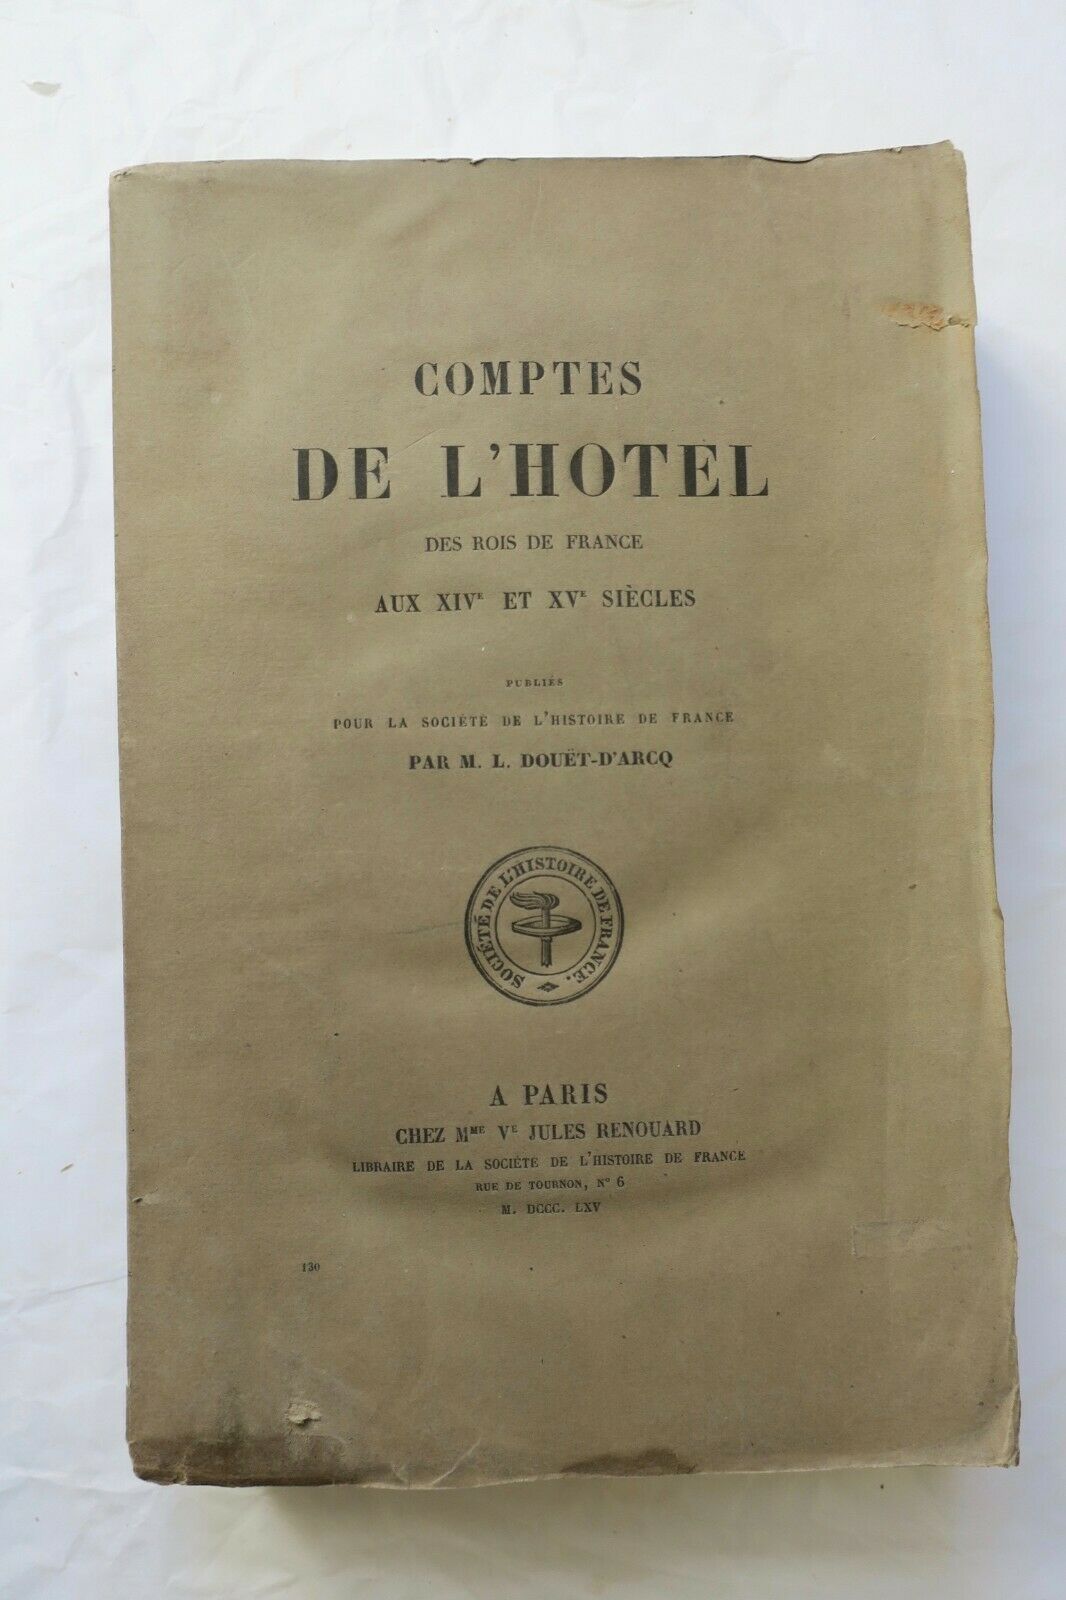 COMPTES
DE L'HOTEL
DES ROIS DE FRANCE
AUX XIVE ET XVE SIÈCLES
PUBLIÉS
POUR LA SOCIÉTÉ DE L'HISTOIRE DE FRANCE
PAR M. L. DOUËT-D'ARCQ
SOCIÉTÉ DE L'HISTOIRE DE FRANCE.
A PARIS
CHEZ MME VE JULES RENOUARD
LIBRAIRE DE LA SOCIÉTÉ DE L'HISTOIRE DE FRANCE
RUE DE TOURNON, N° 6
M. DCCC. LXV
130